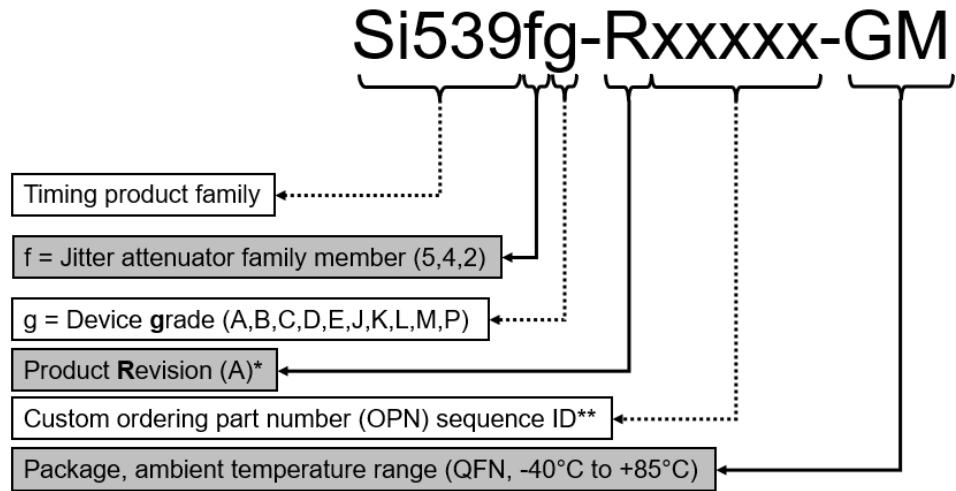 Si539fg-Rxxxxx-GM
Timing product family
f = Jitter attenuator family member (5,4,2)
g = Device grade (A,B,C,D,E,J,K,L,M,P)
Product Revision (A)*
Custom ordering part number (OPN) sequence ID**
Package, ambient temperature range (QFN, -40°C to +85°C)